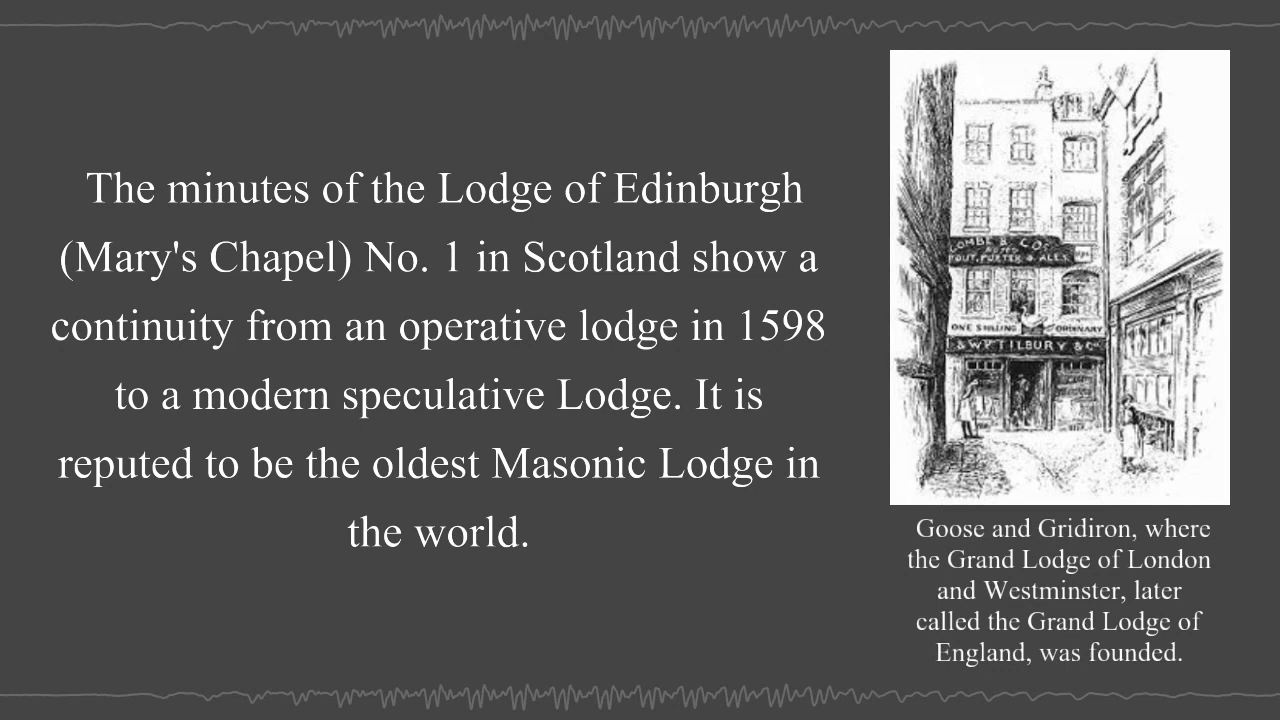 The minutes of the Lodge of Edinburgh
(Mary's Chapel) No. 1 in Scotland show a
continuity from an operative lodge in 1598
to a modern speculative Lodge. It is
reputed to be the oldest Masonic Lodge in
the world.
ONE SHILLING ORDINARY
TILBURY & Co
Goose and Gridiron, where
the Grand Lodge of London
and Westminster, later
called the Grand Lodge of
England, was founded.